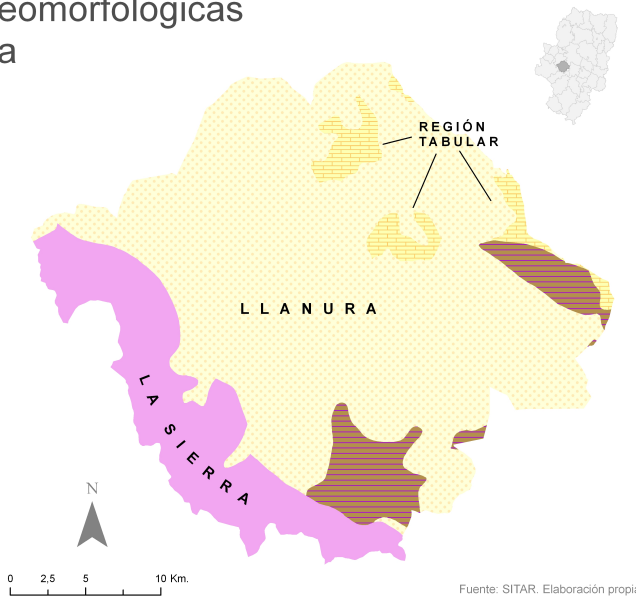 eomorfológicas
a
REGIÓN
TABULAR
LLANURA
LA SIERRA
N
0 2,5 5 10 Km.
Fuente: SITAR. Elaboración propia